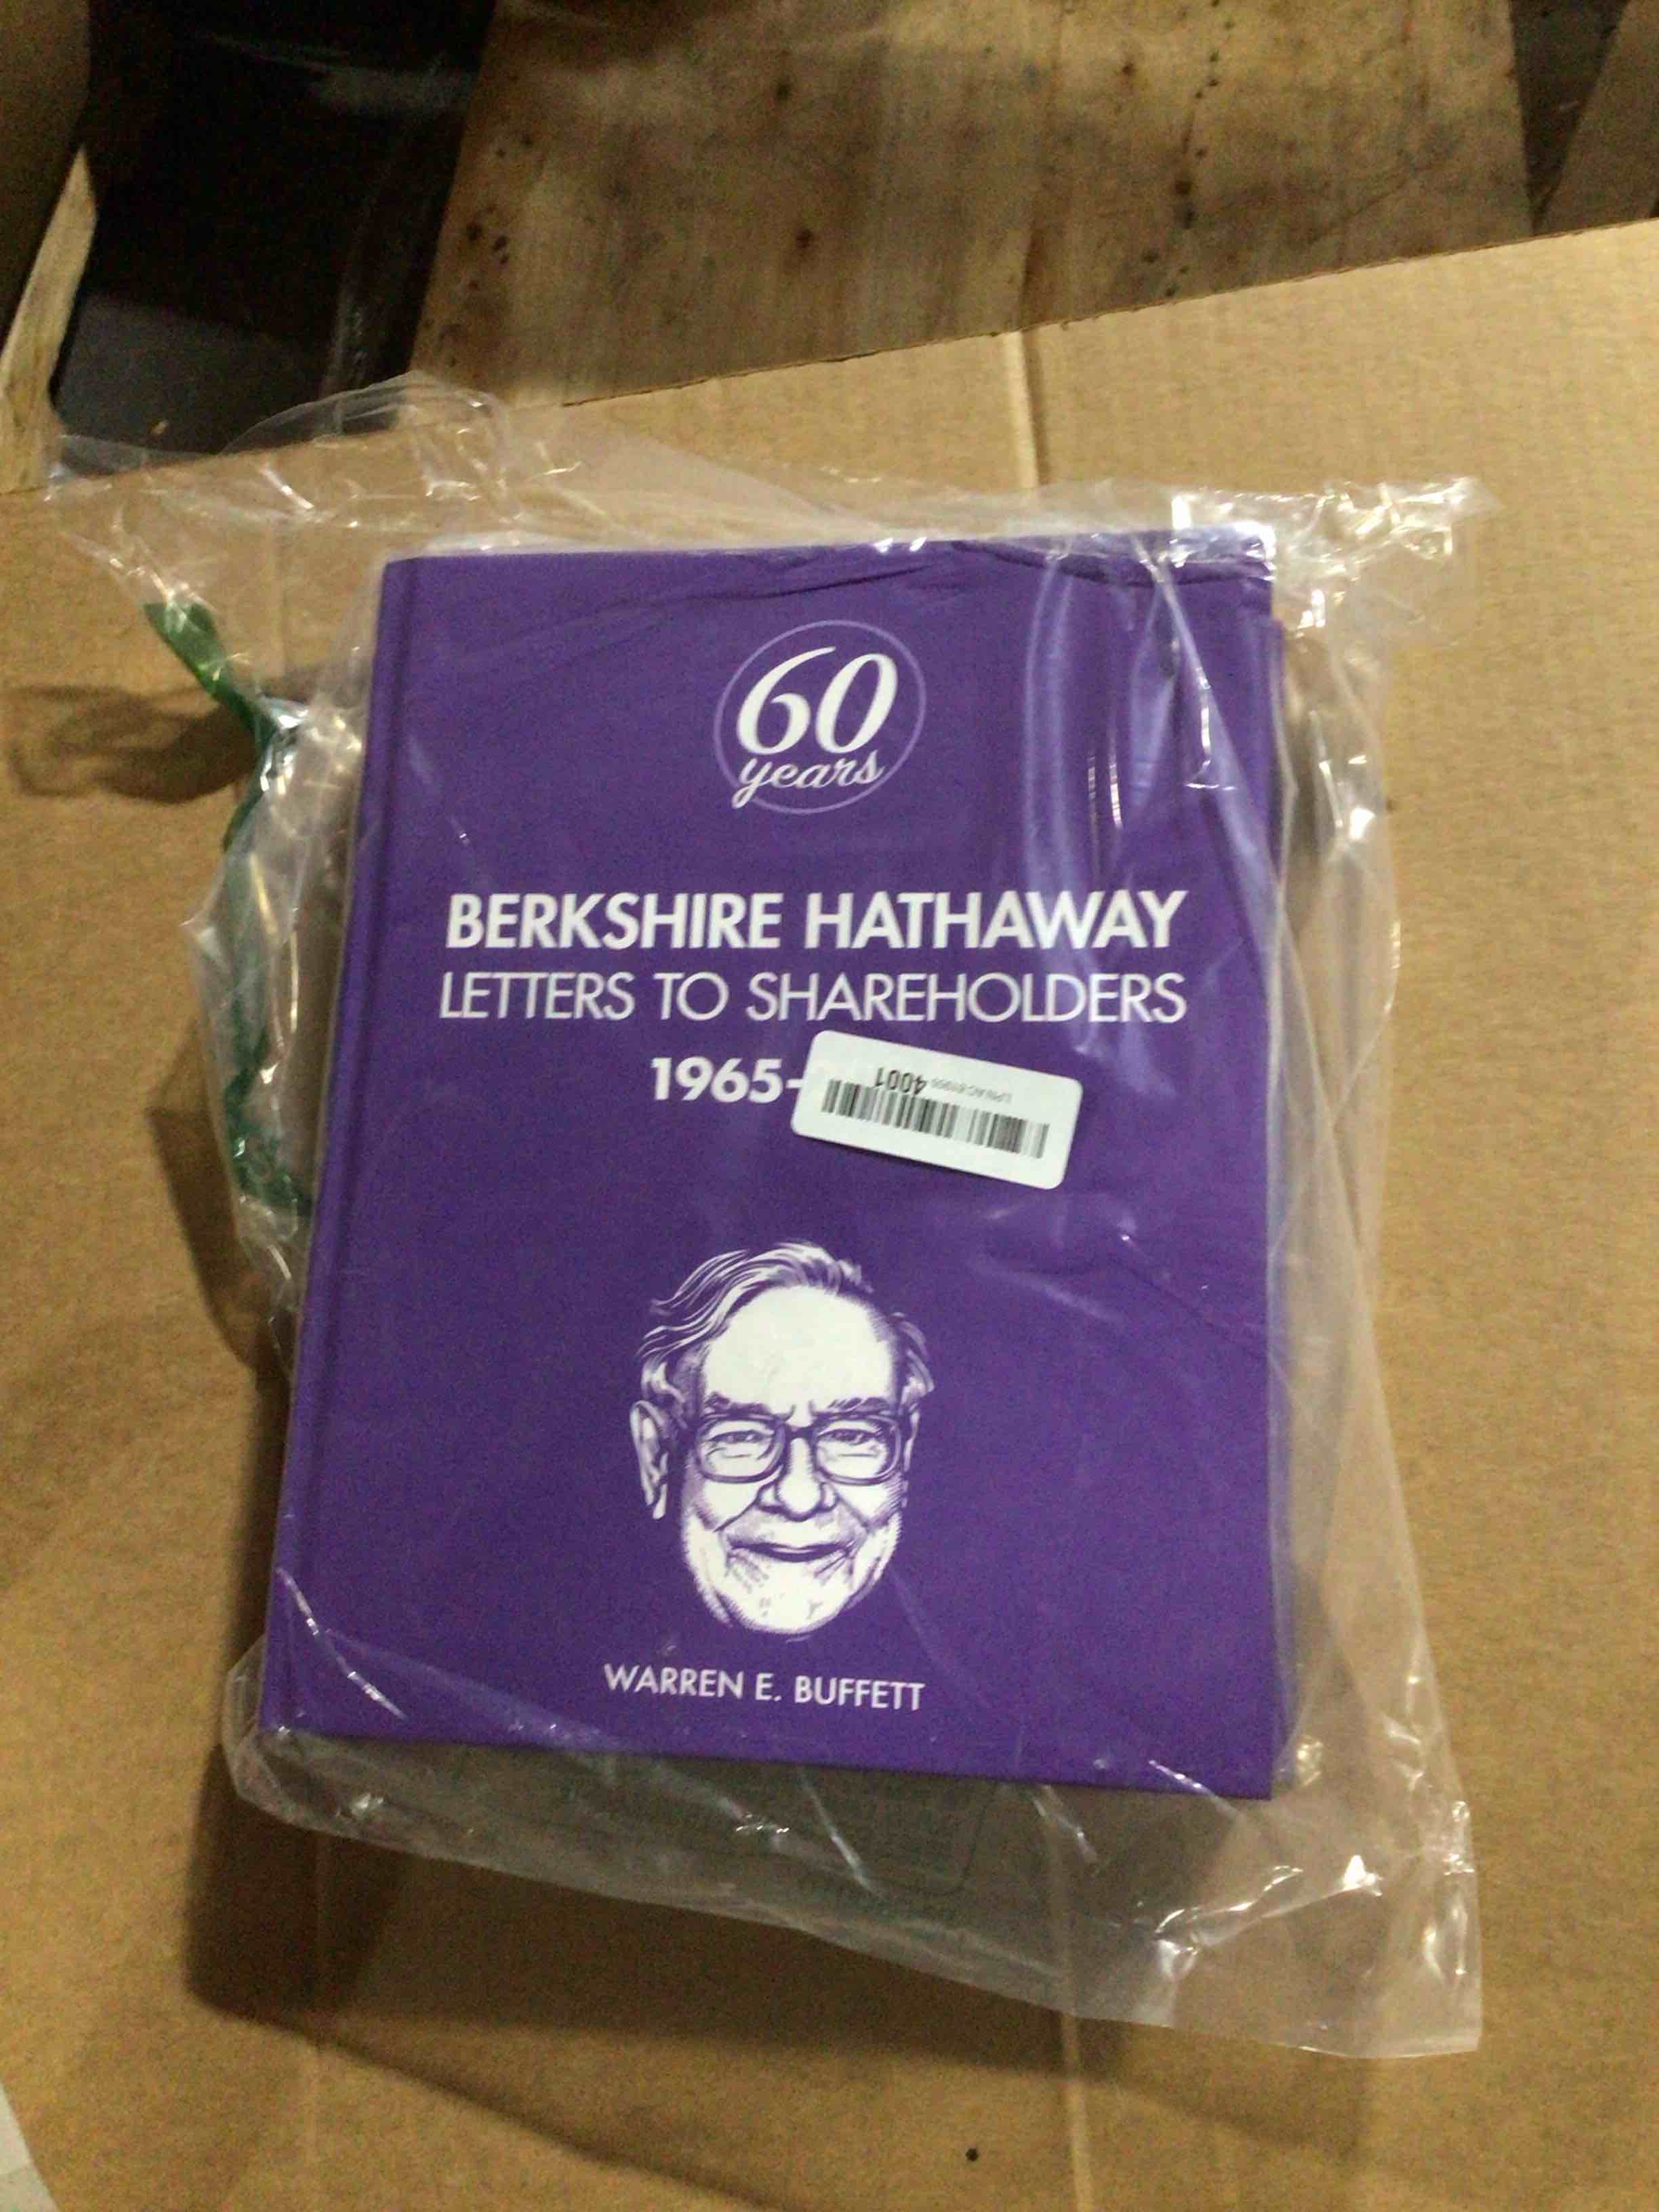 60
years
BERKSHIRE HATHAWAY
LETTERS TO SHAREHOLDERS
1965-
4001
WARREN E. BUFFETT